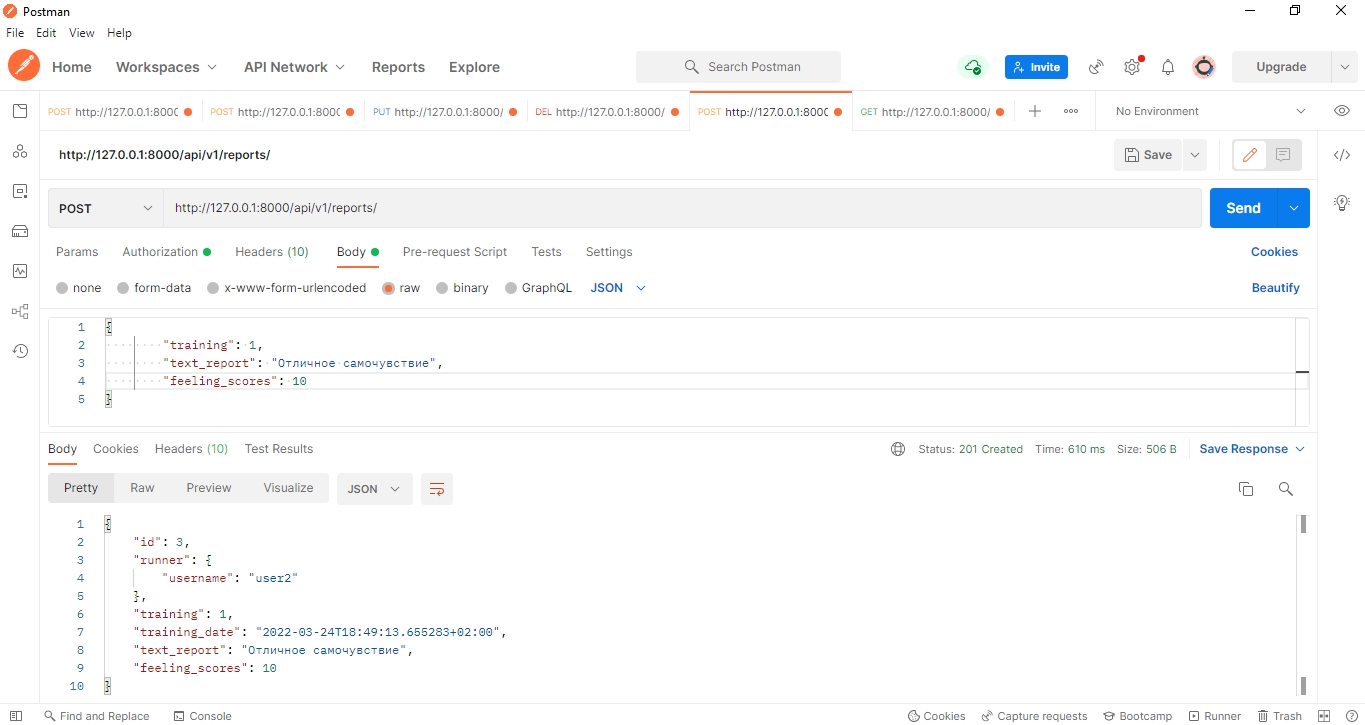 Postman
File Edit View Help
Home Workspaces API Network Reports Explore Search Postman Invite Upgrade
POST http://127.0.0.1:800C POST http://127.0.0.1:800C PUT http://127.0.0.1:8000/ DEL http://127.0.0.1:8000/ POST http://127.0.0.1:800C GET http://127.0.0.1:8000/ No Environment
http://127.0.0.1:8000/api/v1/reports/ Save
POST http://127.0.0.1:8000/api/v1/reports/ Send
Params Authorization Headers (10) Body Pre-request Script Tests Settings Cookies
none form-data x-www-form-urlencoded raw binary GraphQL JSON Beautify
1 {
2 "training": 1,
3 "text_report": "Отличное самочувствие",
4 "feeling_scores": 10
5 }
Body Cookies Headers (10) Test Results Status: 201 Created Time: 610 ms Size: 506 B Save Response
Pretty Raw Preview Visualize JSON
1 {
2 "id": 3,
3 "runner": {
4 "username": "user2"
5 },
6 "training": 1,
7 "training_date": "2022-03-24T18:49:13.655283+02:00",
8 "text_report": "Отличное самочувствие",
9 "feeling_scores": 10
10 }
Find and Replace Console Cookies Capture requests Bootcamp Runner Trash